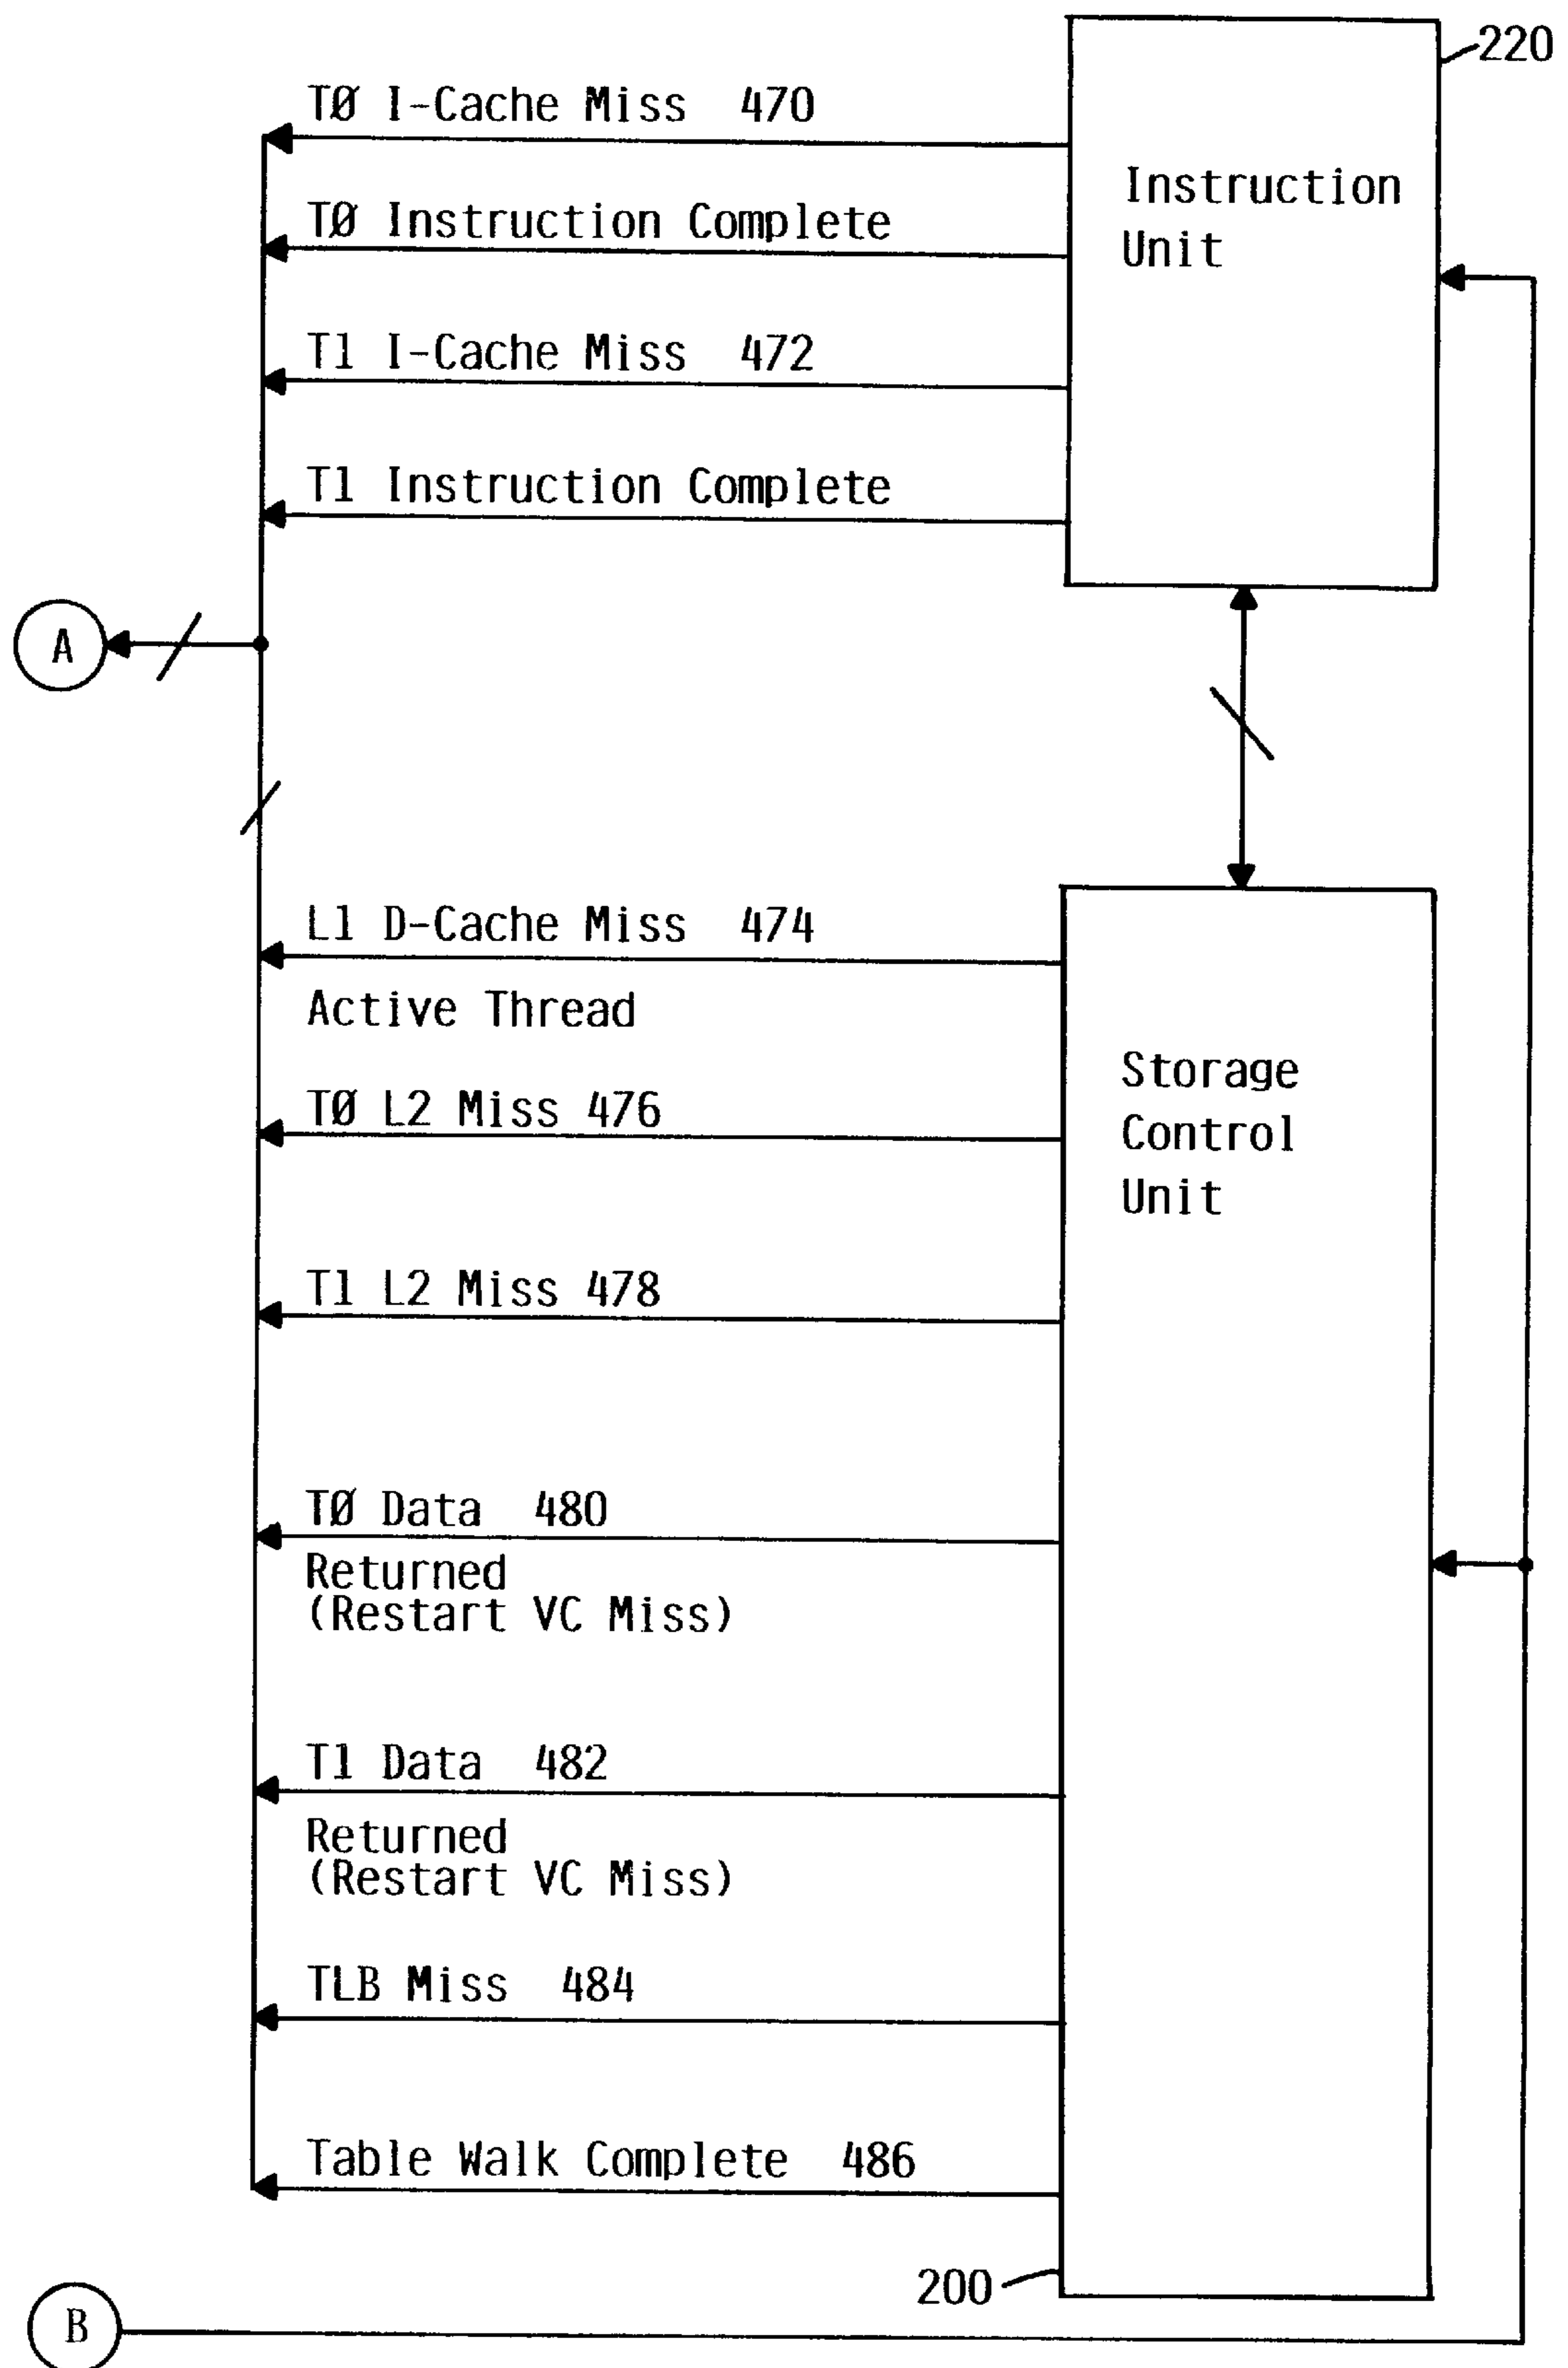 220
TØ I-Cache Miss 470
Instruction
Unit
TØ Instruction Complete
T1 I-Cache Miss 472
T1 Instruction Complete
A
L1 D-Cache Miss 474
Active Thread
Storage
Control
Unit
TØ L2 Miss 476
T1 L2 Miss 478
TØ Data 480
Returned
(Restart VC Miss)
T1 Data 482
Returned
(Restart VC Miss)
TLB Miss 484
Table Walk Complete 486
200
B